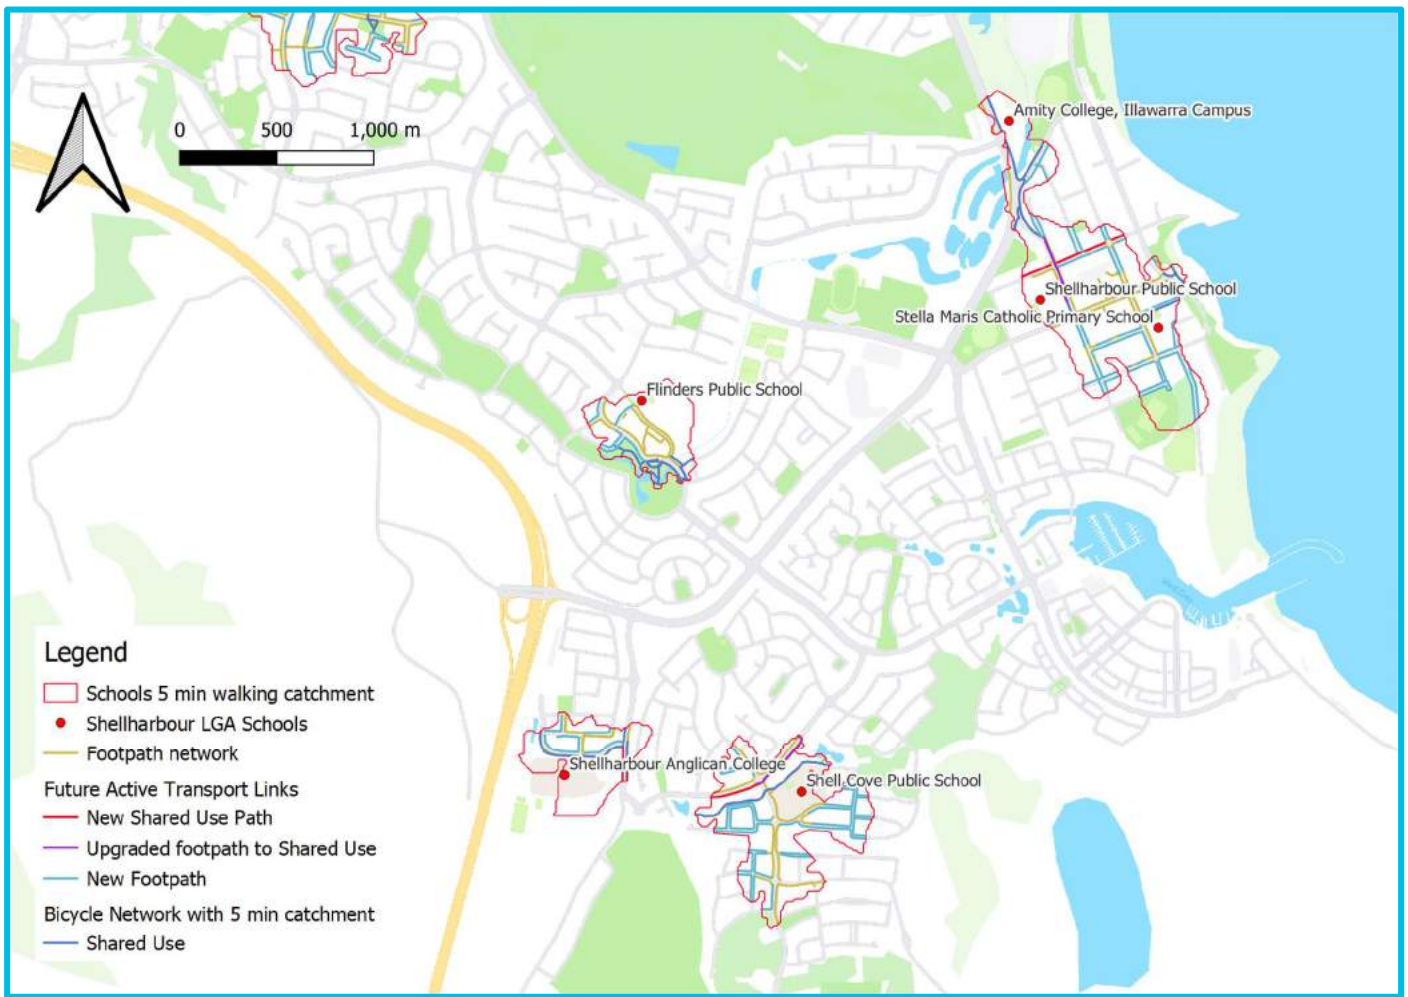 Amity College, Illawarra Campus
0 500 1,000 m
Shellharbour Public School
Stella Maris Catholic Primary School
Flinders Public School
Legend
Schools 5 min walking catchment
Shellharbour LGA Schools
Footpath network
Future Active Transport Links
New Shared Use Path
Upgraded footpath to Shared Use
New Footpath
Bicycle Network with 5 min catchment
Shared Use
Shellharbour Anglican College
Shell Cove Public School